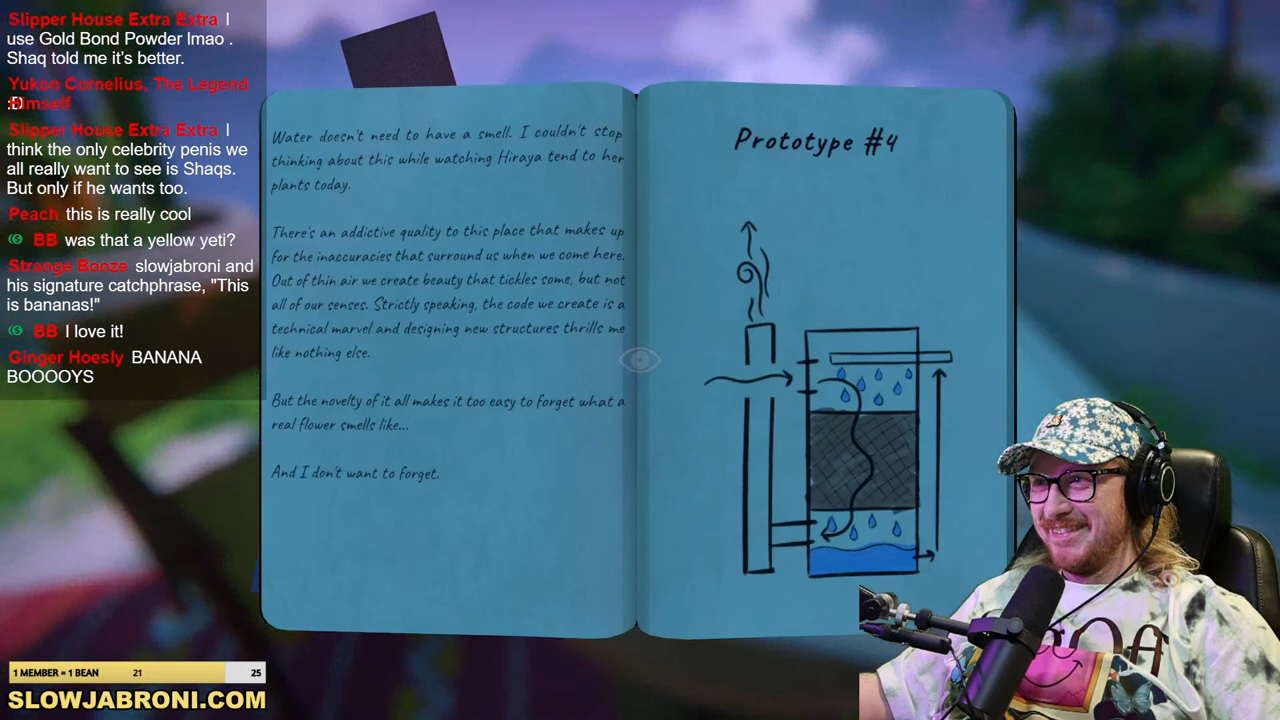 Slipper House Extra Extra I
use Gold Bond Powder lmao .
Shaq told me it's better.
Yukon Cornelius, The Legend
Himself
Slipper House Extra Extra I
think the only celebrity penis we
all really want to see is Shaqs.
But only if he wants too.
Peach this is really cool
BB was that a yellow yeti?
Strange Booze slowjabroni and
his signature catchphrase, "This
is bananas!"
BB I love it!
Ginger Hoesly BANANA
BOOOOYS
Water doesn't need to have a smell. I couldn't stop
thinking about this while watching Hiraya tend to her
plants today.
There's an addictive quality to this place that makes up
for the inaccuracies that surround us when we come here.
Out of thin air we create beauty that tickles some, but not
all of our senses. Strictly speaking, the code we create is a
technical marvel and designing new structures thrills me
like nothing else.
But the novelty of it all makes it too easy to forget what a
real flower smells like...
And I don't want to forget.
Prototype #4
1 MEMBER = 1 BEAN 21 25
SLOWJABRONI.COM